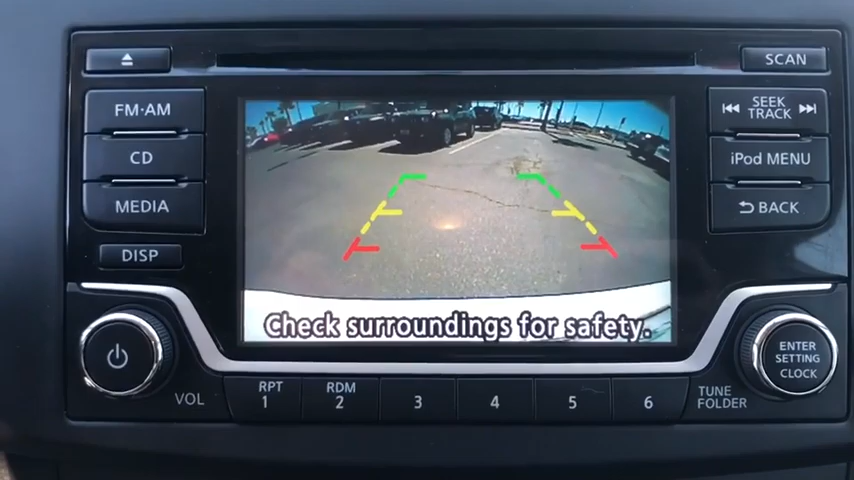 SCAN
FM·AM
CD
MEDIA
DISP
SEEK
TRACK
iPod MENU
BACK
Check surroundings for safety.
VOL
RPT
1
RDM
2
3
4
5
6
TUNE
FOLDER
ENTER
SETTING
CLOCK